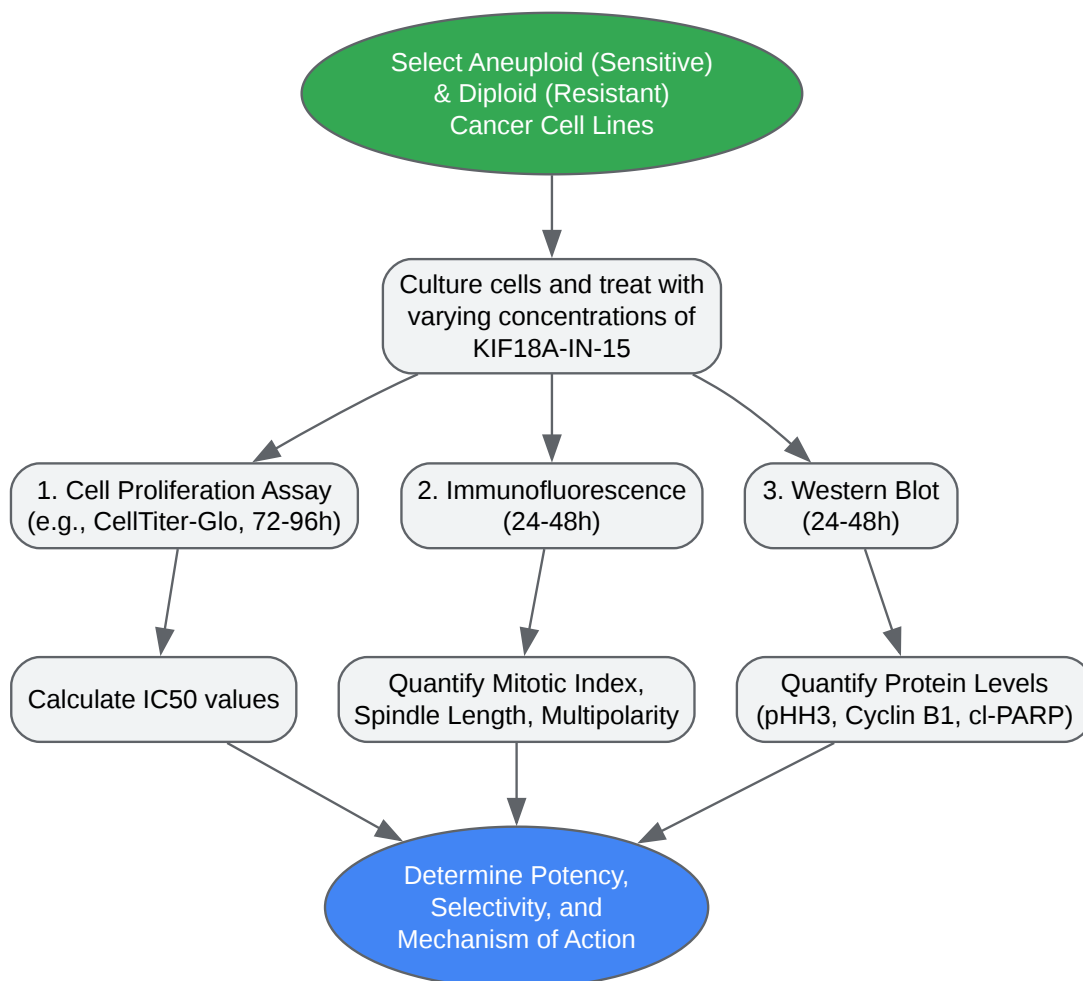 Select Aneuploid (Sensitive)
& Diploid (Resistant)
Cancer Cell Lines
Culture cells and treat with
varying concentrations of
KIF18A-IN-15
1. Cell Proliferation Assay
(e.g., CellTiter-Glo, 72-96h)
2. Immunofluorescence
(24-48h)
3. Western Blot
(24-48h)
Calculate IC50 values
Quantify Mitotic Index,
Spindle Length, Multipolarity
Quantify Protein Levels
(pHH3, Cyclin B1, cl-PARP)
Determine Potency,
Selectivity, and
Mechanism of Action